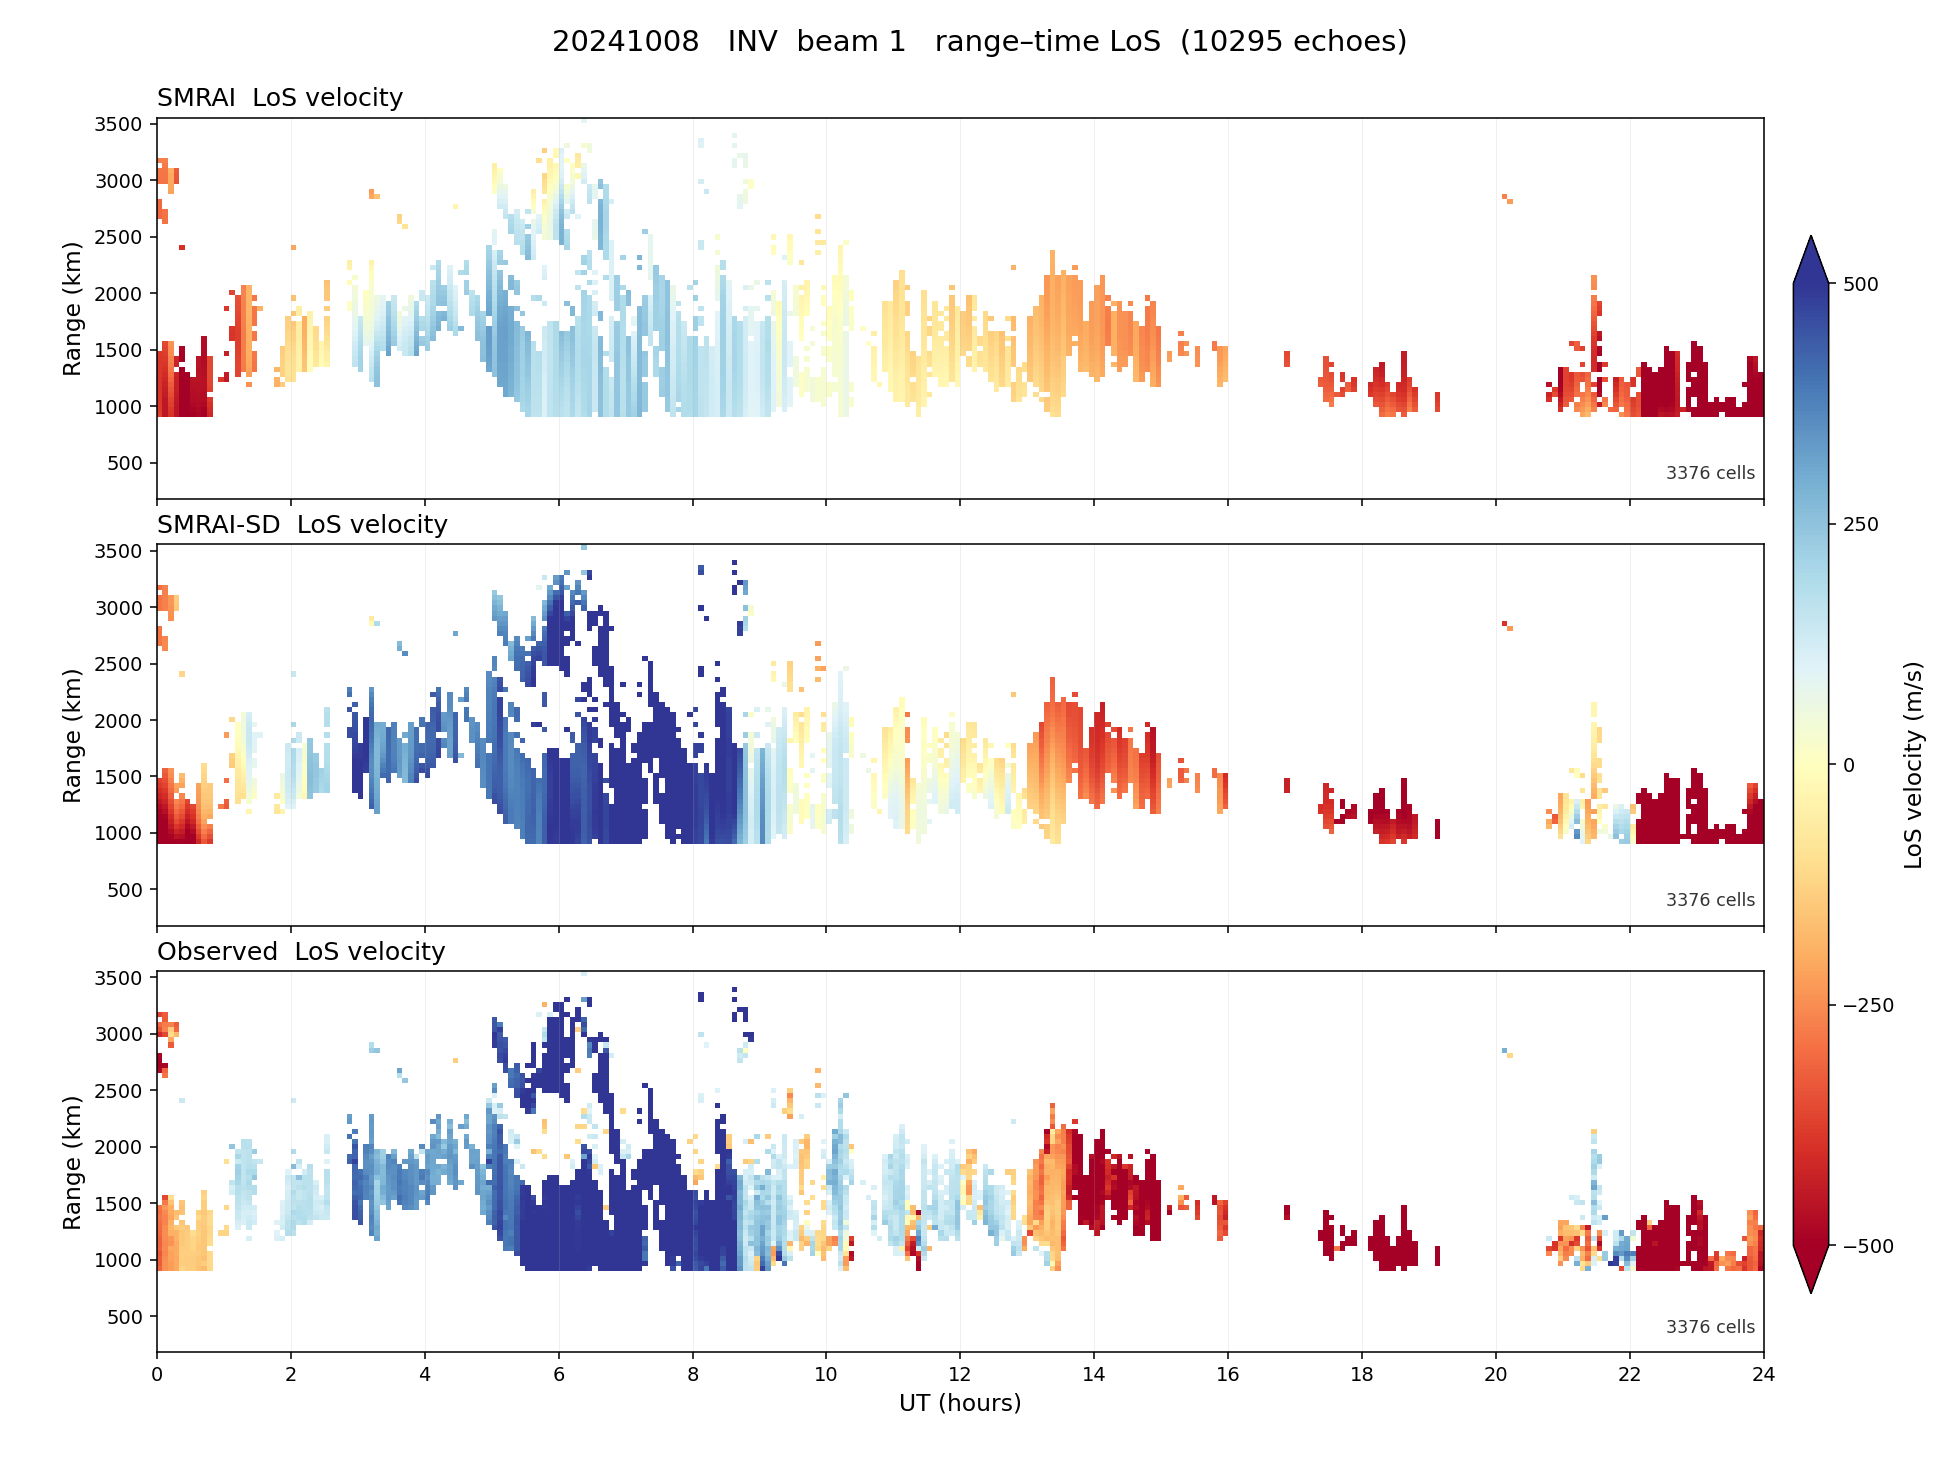 20241008   INV  beam 1   range–time LoS  (10295 echoes)
SMRAI  LoS velocity
3500
3000
2500
2000
1500
1000
500
Range (km)
3376 cells
SMRAI-SD  LoS velocity
3500
3000
2500
2000
1500
1000
500
Range (km)
3376 cells
Observed  LoS velocity
3500
3000
2500
2000
1500
1000
500
Range (km)
3376 cells
0 2 4 6 8 10 12 14 16 18 20 22 24
UT (hours)
500
250
0
−250
−500
LoS velocity (m/s)